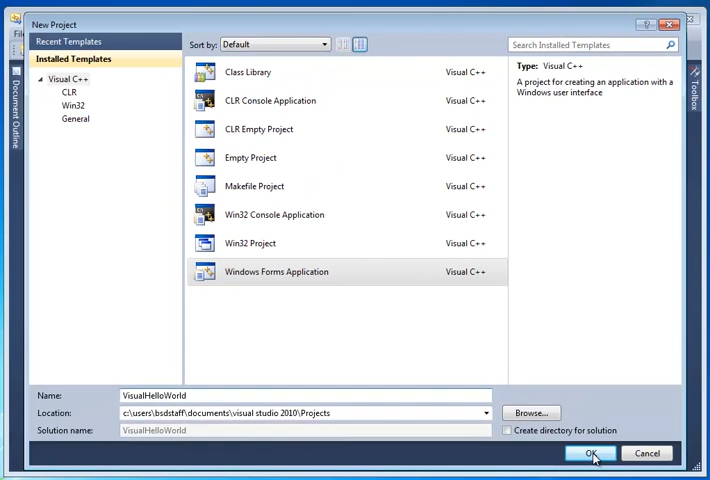 New Project
Fil
Recent Templates
Installed Templates
Sort by: Default
Search Installed Templates
Visual C++
CLR
Win32
General
Class Library Visual C++
CLR Console Application Visual C++
CLR Empty Project Visual C++
Empty Project Visual C++
Makefile Project Visual C++
Win32 Console Application Visual C++
Win32 Project Visual C++
Windows Forms Application Visual C++
Type: Visual C++
A project for creating an application with a
Windows user interface
Document Outline
Toolbox
Name: VisualHelloWorld
Location: c:\users\bsdstaff\documents\visual studio 2010\Projects
Browse...
Solution name: VisualHelloWorld
Create directory for solution
OK
Cancel